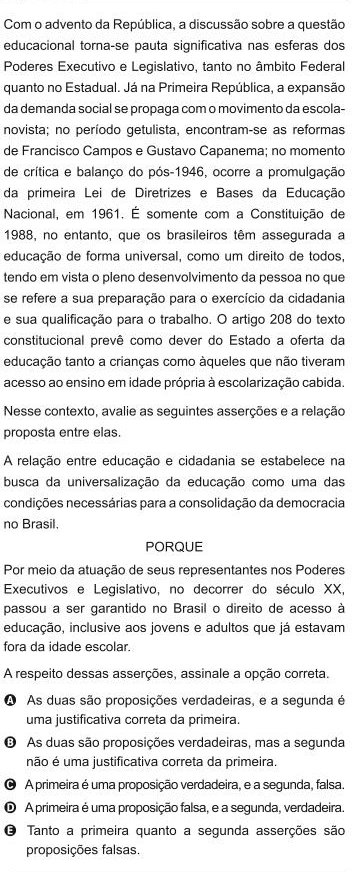 Com o advento da República, a discussão sobre a questão
educacional torna-se pauta significativa nas esferas dos
Poderes Executivo e Legislativo, tanto no âmbito Federal
quanto no Estadual. Já na Primeira República, a expansão
da demanda social se propaga com o movimento da escola-
novista; no período getulista, encontram-se as reformas
de Francisco Campos e Gustavo Capanema; no momento
de crítica e balanço do pós-1946, ocorre a promulgação
da primeira Lei de Diretrizes e Bases da Educação
Nacional, em 1961. É somente com a Constituição de
1988, no entanto, que os brasileiros têm assegurada a
educação de forma universal, como um direito de todos,
tendo em vista o pleno desenvolvimento da pessoa no que
se refere a sua preparação para o exercício da cidadania
e sua qualificação para o trabalho. O artigo 208 do texto
constitucional prevê como dever do Estado a oferta da
educação tanto a crianças como àqueles que não tiveram
acesso ao ensino em idade própria à escolarização cabida.
Nesse contexto, avalie as seguintes asserções e a relação
proposta entre elas.
A relação entre educação e cidadania se estabelece na
busca da universalização da educação como uma das
condições necessárias para a consolidação da democracia
no Brasil.
PORQUE
Por meio da atuação de seus representantes nos Poderes
Executivos e Legislativo, no decorrer do século XX,
passou a ser garantido no Brasil o direito de acesso à
educação, inclusive aos jovens e adultos que já estavam
fora da idade escolar.
A respeito dessas asserções, assinale a opção correta.
A As duas são proposições verdadeiras, e a segunda é
uma justificativa correta da primeira.
B As duas são proposições verdadeiras, mas a segunda
não é uma justificativa correta da primeira.
C A primeira é uma proposição verdadeira, e a segunda, falsa.
D A primeira é uma proposição falsa, e a segunda, verdadeira.
E Tanto a primeira quanto a segunda asserções são
proposições falsas.